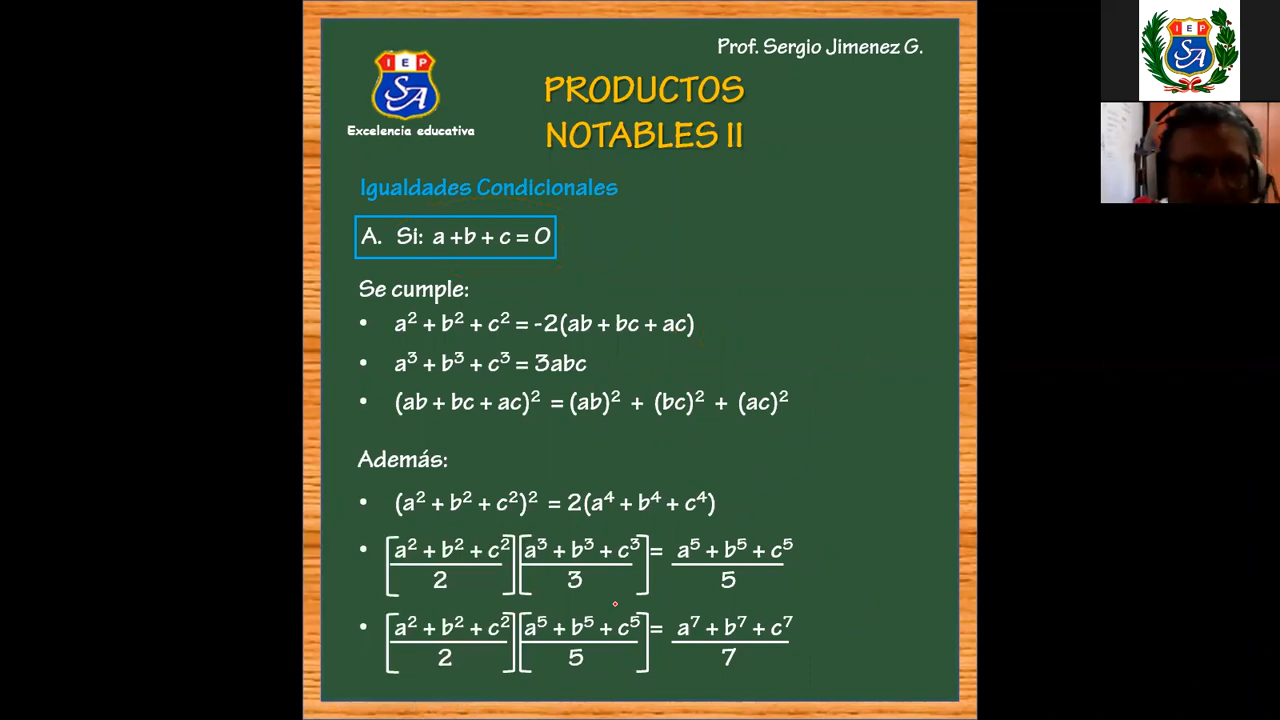 Prof. Sergio Jimenez G.
IEP
SA
Excelencia educativa
PRODUCTOS
NOTABLES II
Igualdades Condicionales
A. Si: a +b + c = 0
Se cumple:
• a² + b² + c² = -2(ab + bc + ac)
• a³ + b³ + c³ = 3abc
• (ab + bc + ac)² = (ab)² + (bc)² + (ac)²
Además:
• (a² + b² + c²)² = 2(a⁴ + b⁴ + c⁴)
• [a² + b² + c²/2][a³ + b³ + c³/3] = a⁵ + b⁵ + c⁵/5
• [a² + b² + c²/2][a⁵ + b⁵ + c⁵/5] = a⁷ + b⁷ + c⁷/7
IEP
SA